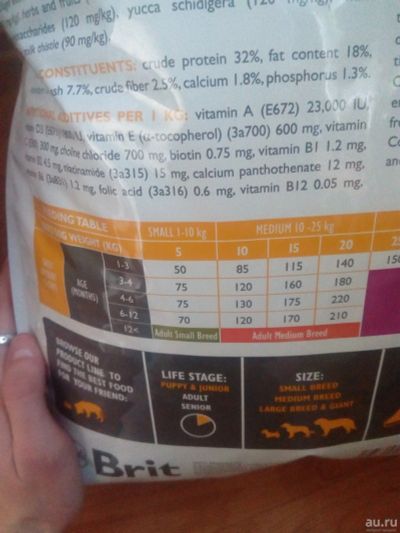 herbs and
saccharides (120 mg/kg), yucca schidigera (120 mg/kg),
thistle (90 mg/kg).
CONSTITUENTS: crude protein 32%, fat content 18%,
7.7%, crude fiber 2.5%, calcium 1.8%, phosphorus 1.3%.
ADDITIVES PER 1 KG: vitamin A (E672) 23,000 IU,
vitamin E (α-tocopherol) (3a700) 600 mg, vitamin
300 mg, choline chloride 700 mg, biotin 0.75 mg, vitamin B1 1.2 mg,
4.5 mg, niacinamide (3a315) 15 mg, calcium panthothenate 12 mg,
1.2 mg, folic acid (3a316) 0.6 mg, vitamin B12 0.05 mg,
FEEDING TABLE SMALL 1-10 kg MEDIUM 10-25 kg
WEIGHT (KG) 5 10 15 20
AGE (MONTHS)
1-3 50 85 115 140 150
3-4 75 120 160 180
4-6 75 130 175 220
6-12 70 120 170 210
12< Adult Small Breed Adult Medium Breed
BROWSE OUR
PRODUCT LINE TO
FIND THE BEST FOOD
FOR YOUR FRIEND:
LIFE STAGE:
PUPPY & JUNIOR
ADULT
SENIOR
SIZE:
SMALL BREED
MEDIUM BREED
LARGE BREED & GIANT
Brit
au.ru